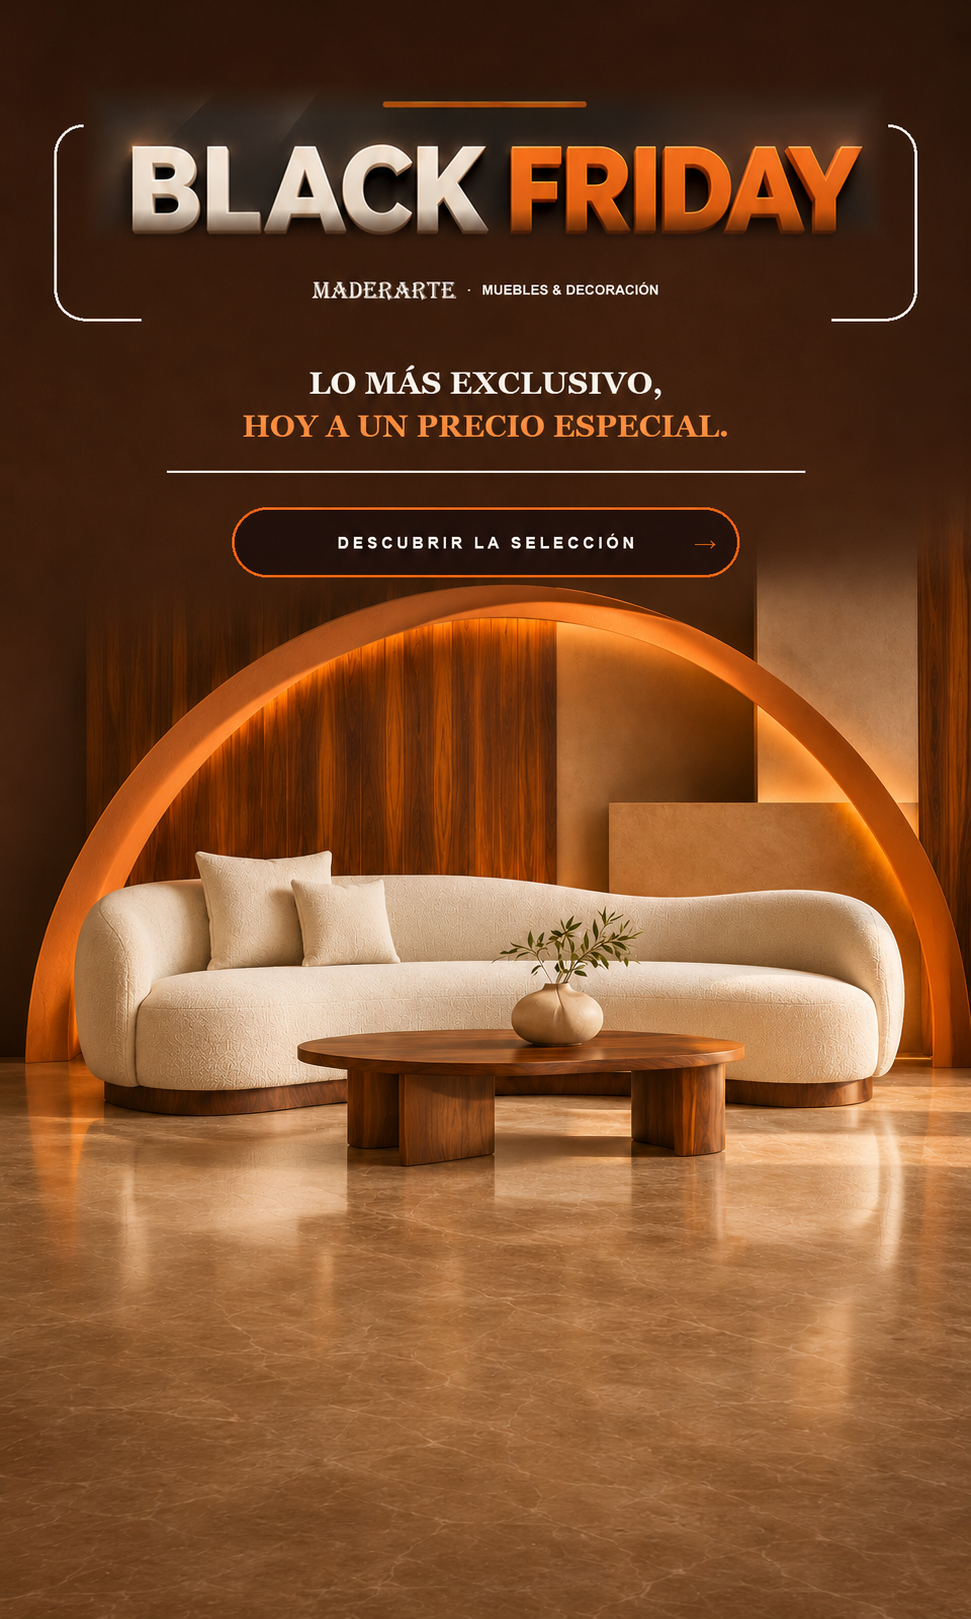 BLACK FRIDAY
MADERARTE · MUEBLES & DECORACIÓN
LO MÁS EXCLUSIVO,
HOY A UN PRECIO ESPECIAL.
DESCUBRIR LA SELECCIÓN →